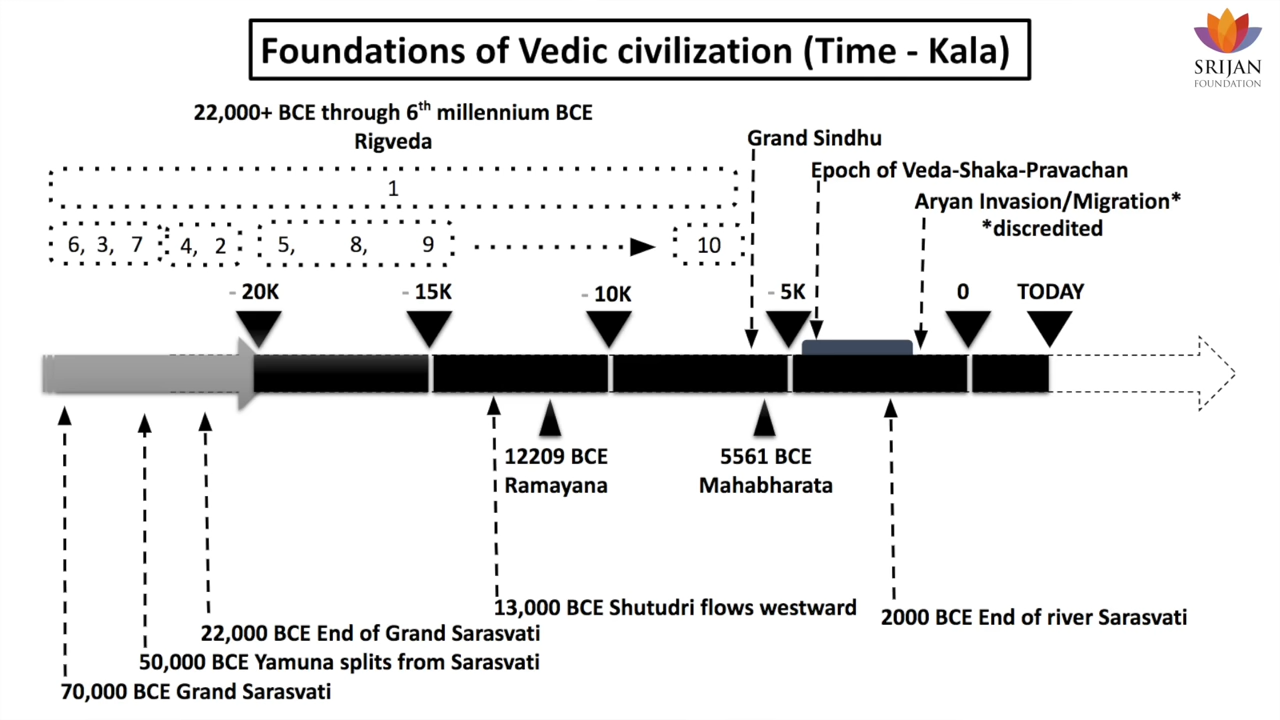 Foundations of Vedic civilization (Time - Kala)
SRIJAN
FOUNDATION
22,000+ BCE through 6th millennium BCE
Rigveda
Grand Sindhu
Epoch of Veda-Shaka-Pravachan
Aryan Invasion/Migration*
*discredited
1
6, 3, 7
4, 2
5, 8, 9
10
- 20K
- 15K
- 10K
- 5K
0
TODAY
12209 BCE
Ramayana
5561 BCE
Mahabharata
13,000 BCE Shutudri flows westward
2000 BCE End of river Sarasvati
22,000 BCE End of Grand Sarasvati
50,000 BCE Yamuna splits from Sarasvati
70,000 BCE Grand Sarasvati